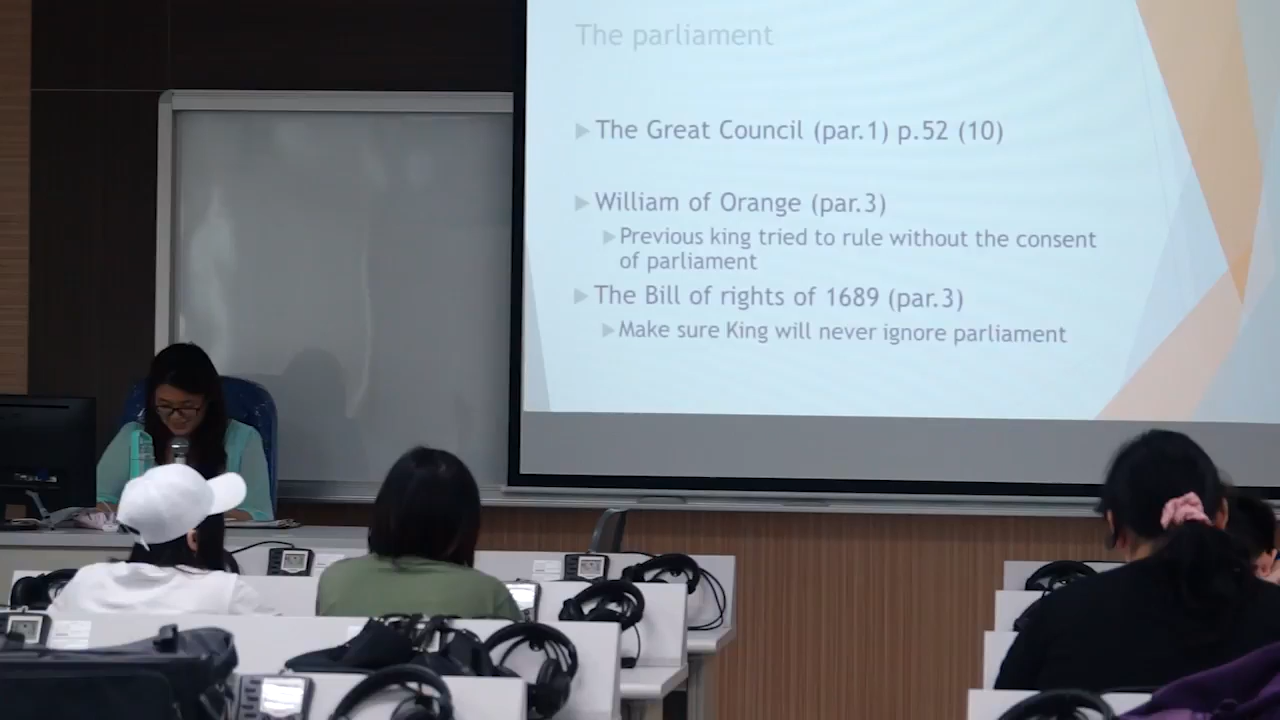 The parliament
The Great Council (par.1) p.52 (10)
William of Orange (par.3)
Previous king tried to rule without the consent
of parliament
The Bill of rights of 1689 (par.3)
Make sure King will never ignore parliament